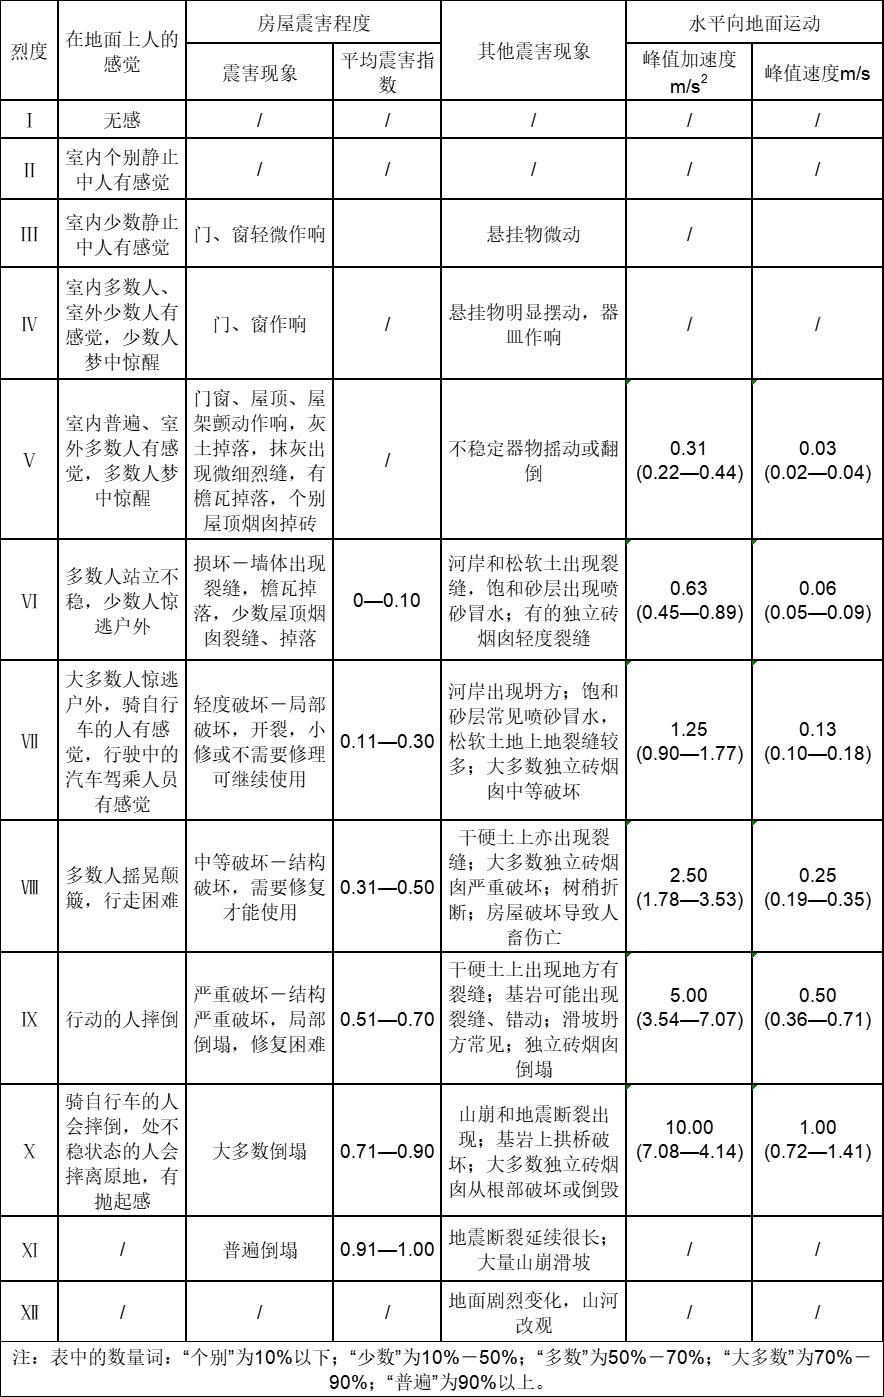 烈度
在地面上人的
感觉
房屋震害程度
震害现象
平均震害指
数
其他震害现象
水平向地面运动
峰值加速度
m/s²
峰值速度m/s
Ⅰ
无感
/
/
/
/
/
Ⅱ
室内个别静止
中人有感觉
/
/
/
/
/
Ⅲ
室内少数静止
中人有感觉
门、窗轻微作响
悬挂物微动
/
Ⅳ
室内多数人、
室外少数人有
感觉，少数人
梦中惊醒
门、窗作响
/
悬挂物明显摆动，器
皿作响
/
/
Ⅴ
室内普遍、室
外多数人有感
觉，多数人梦
中惊醒
门窗、屋顶、屋
架颤动作响，灰
土掉落，抹灰出
现微细烈缝，有
檐瓦掉落，个别
屋顶烟囱掉砖
/
不稳定器物摇动或翻
倒
0.31
(0.22—0.44)
0.03
(0.02—0.04)
Ⅵ
多数人站立不
稳，少数人惊
逃户外
损坏－墙体出现
裂缝，檐瓦掉
落，少数屋顶烟
囱裂缝、掉落
0—0.10
河岸和松软土出现裂
缝，饱和砂层出现喷
砂冒水；有的独立砖
烟囱轻度裂缝
0.63
(0.45—0.89)
0.06
(0.05—0.09)
Ⅶ
大多数人惊逃
户外，骑自行
车的人有感
觉，行驶中的
汽车驾乘人员
有感觉
轻度破坏－局部
破坏，开裂，小
修或不需要修理
可继续使用
0.11—0.30
河岸出现坍方；饱和
砂层常见喷砂冒水，
松软土地上地裂缝较
多；大多数独立砖烟
囱中等破坏
1.25
(0.90—1.77)
0.13
(0.10—0.18)
Ⅷ
多数人摇晃颠
簸，行走困难
中等破坏－结构
破坏，需要修复
才能使用
0.31—0.50
干硬土上亦出现裂
缝；大多数独立砖烟
囱严重破坏；树稍折
断；房屋破坏导致人
畜伤亡
2.50
(1.78—3.53)
0.25
(0.19—0.35)
Ⅸ
行动的人摔倒
严重破坏－结构
严重破坏，局部
倒塌，修复困难
0.51—0.70
干硬土上出现地方有
裂缝；基岩可能出现
裂缝、错动；滑坡坍
方常见；独立砖烟囱
倒塌
5.00
(3.54—7.07)
0.50
(0.36—0.71)
Ⅹ
骑自行车的人
会摔倒，处不
稳状态的人会
摔离原地，有
抛起感
大多数倒塌
0.71—0.90
山崩和地震断裂出
现；基岩上拱桥破
坏；大多数独立砖烟
囱从根部破坏或倒毁
10.00
(7.08—4.14)
1.00
(0.72—1.41)
Ⅺ
/
普遍倒塌
0.91—1.00
地震断裂延续很长；
大量山崩滑坡
/
/
Ⅻ
/
/
/
地面剧烈变化，山河
改观
/
/
注：表中的数量词：“个别”为10%以下；“少数”为10%－50%；“多数”为50%－70%；“大多数”为70%－
90%；“普遍”为90%以上。